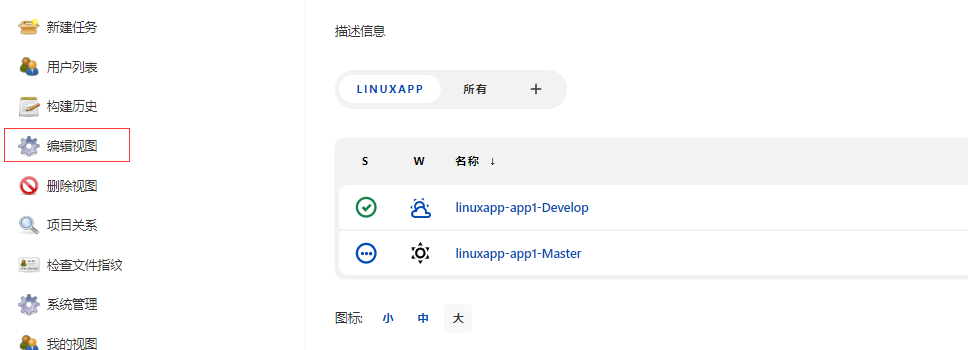 新建任务
用户列表
构建历史
编辑视图
删除视图
项目关系
检查文件指纹
系统管理
我的视图
描述信息
LINUXAPP 所有 +
S W 名称 ↓
linuxapp-app1-Develop
linuxapp-app1-Master
图标: 小 中 大